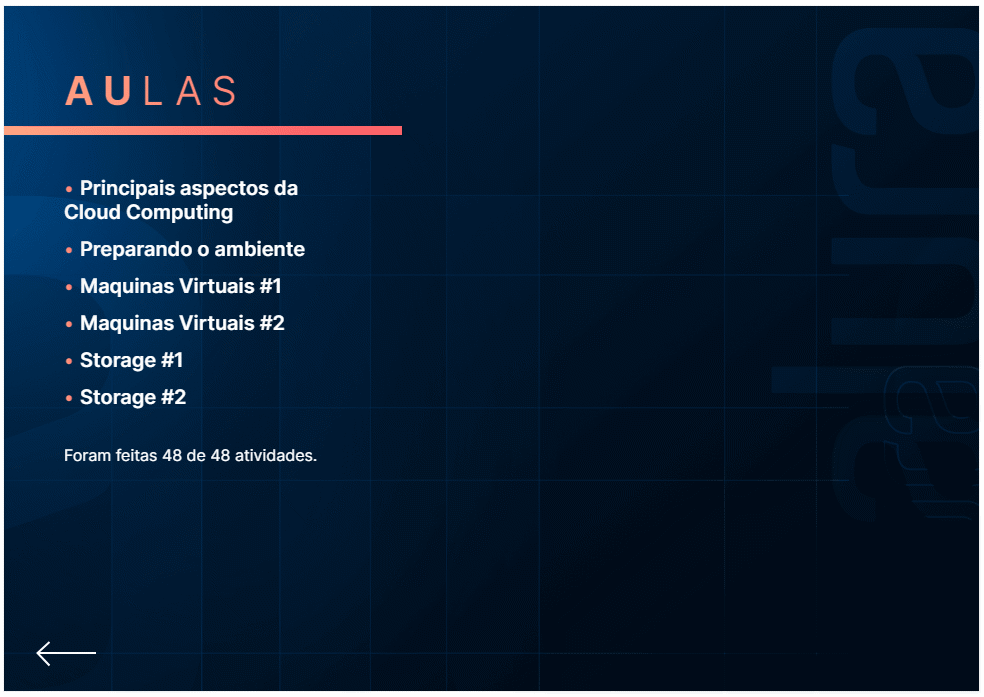 AULAS
• Principais aspectos da
Cloud Computing
• Preparando o ambiente
• Maquinas Virtuais #1
• Maquinas Virtuais #2
• Storage #1
• Storage #2
Foram feitas 48 de 48 atividades.
alura